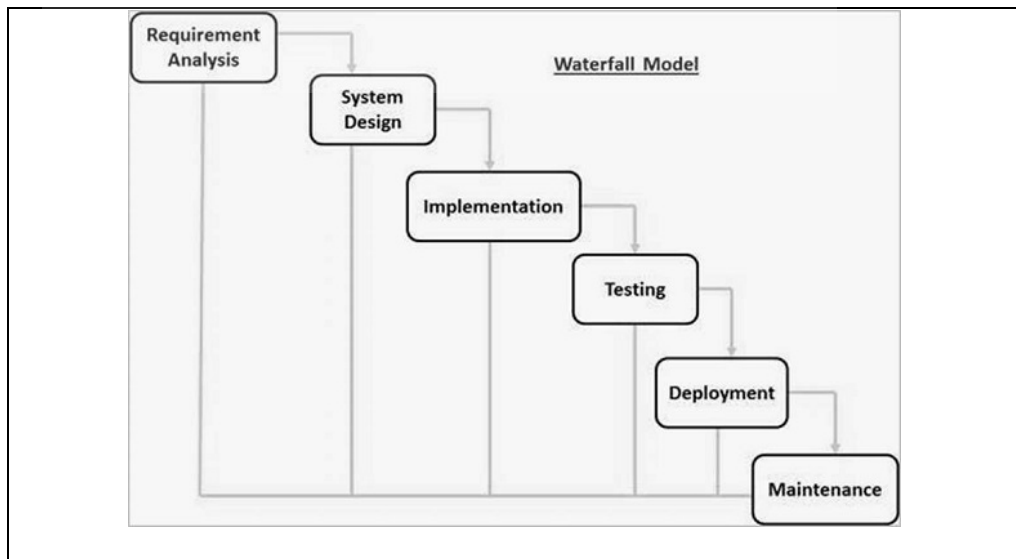 Requirement
Analysis
Waterfall Model
System
Design
Implementation
Testing
Deployment
Maintenance